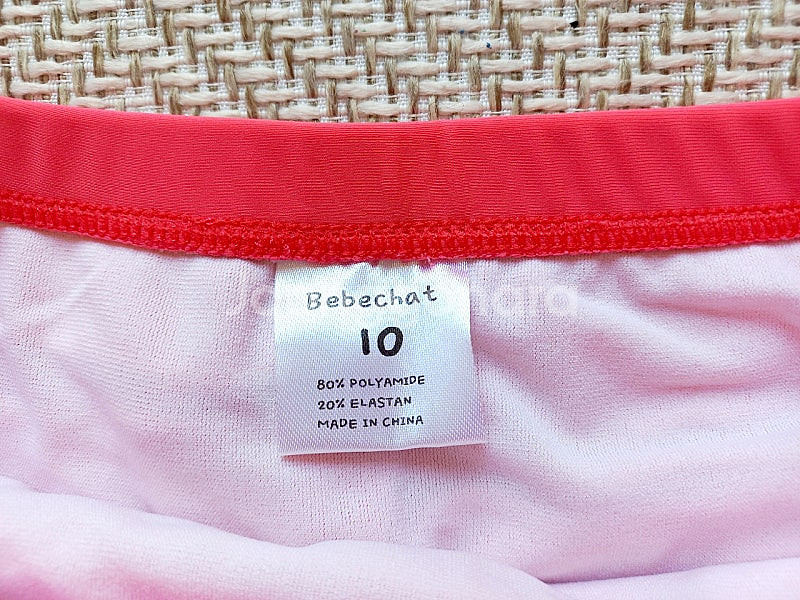 Bebechat
10
80% POLYAMIDE
20% ELASTAN
MADE IN CHINA